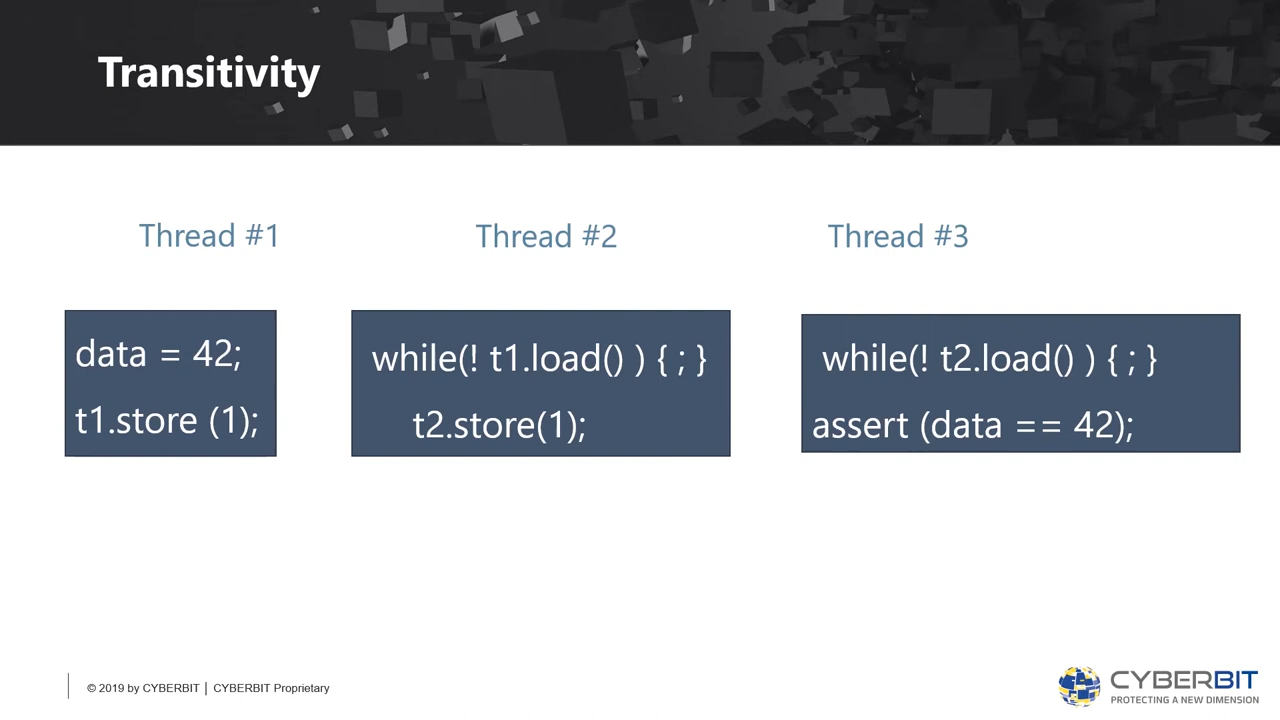 Transitivity
Thread #1
Thread #2
Thread #3
data = 42;
t1.store (1);
while(! t1.load() ) { ; }
t2.store(1);
while(! t2.load() ) { ; }
assert (data == 42);
© 2019 by CYBERBIT | CYBERBIT Proprietary
CYBERBIT
PROTECTING A NEW DIMENSION